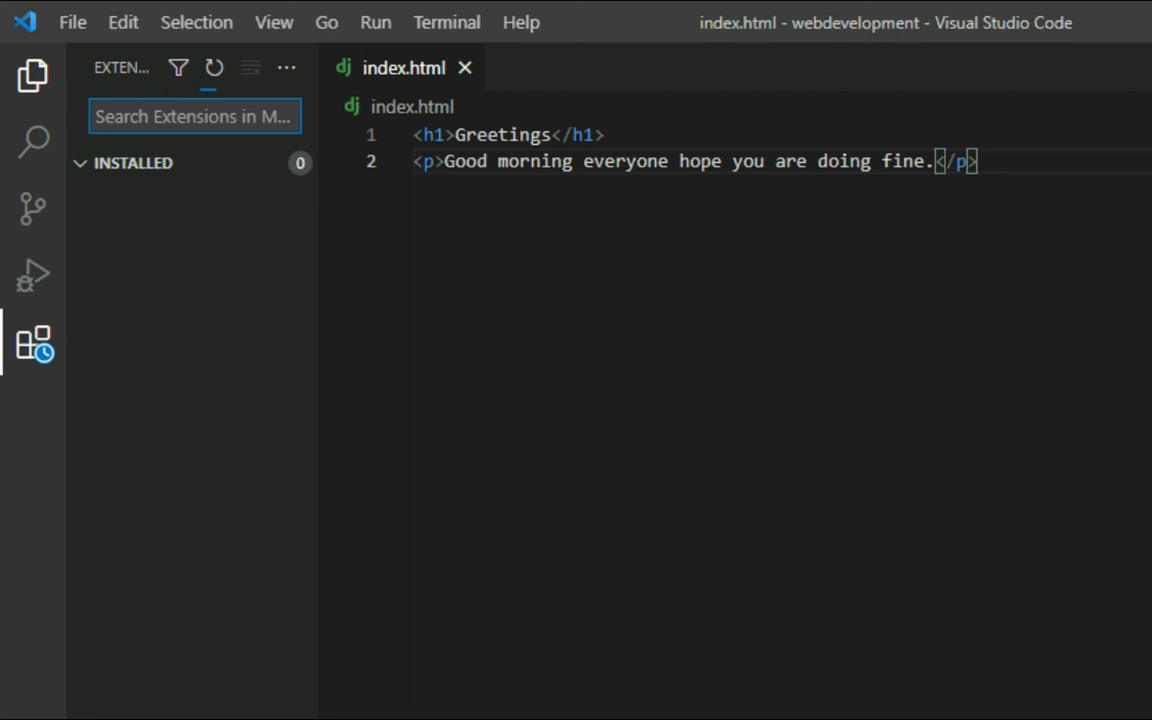 File Edit Selection View Go Run Terminal Help index.html - webdevelopment - Visual Studio Code
EXTEN...
Search Extensions in M...
INSTALLED 0
dj index.html
dj index.html
1 <h1>Greetings</h1>
2 <p>Good morning everyone hope you are doing fine.</p>